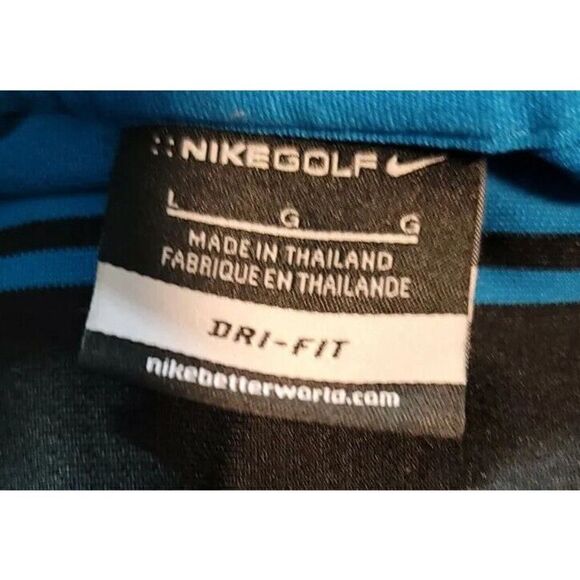 NIKEGOLF
L G G
MADE IN THAILAND
FABRIQUE EN THAILANDE
DRI-FIT
nikebetterworld.com